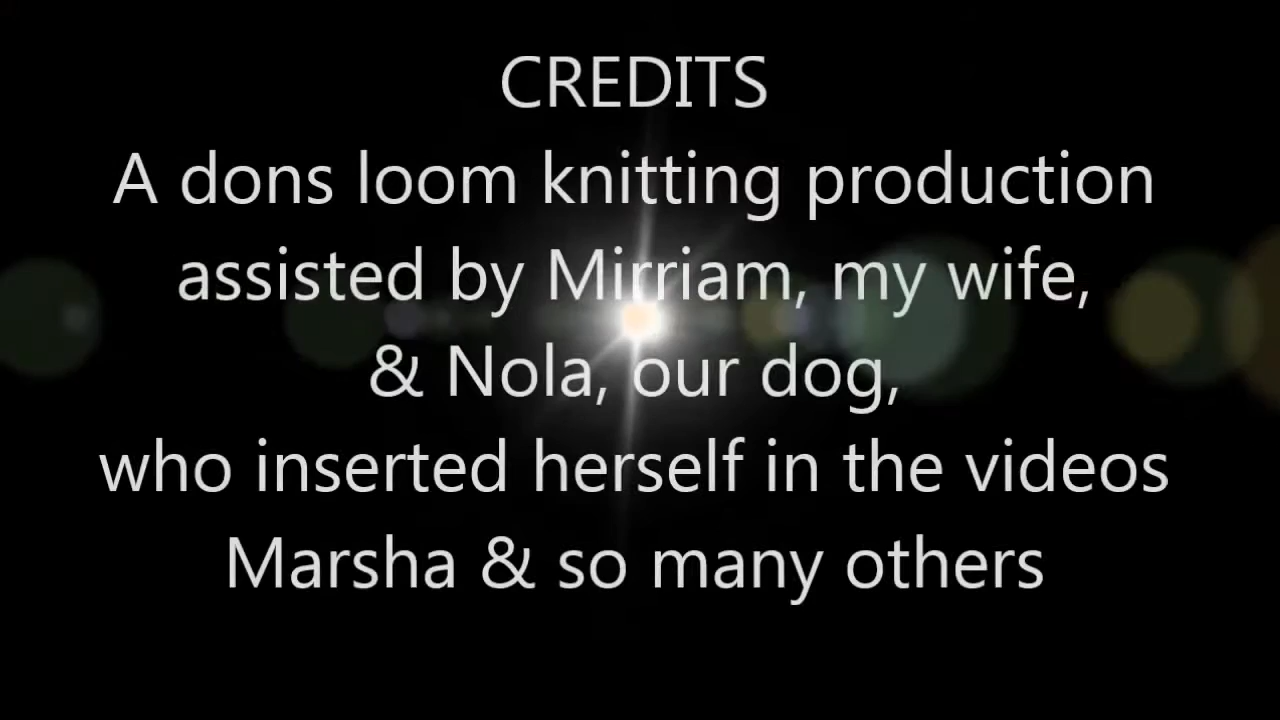 CREDITS
A dons loom knitting production
assisted by Mirriam, my wife,
& Nola, our dog,
who inserted herself in the videos
Marsha & so many others